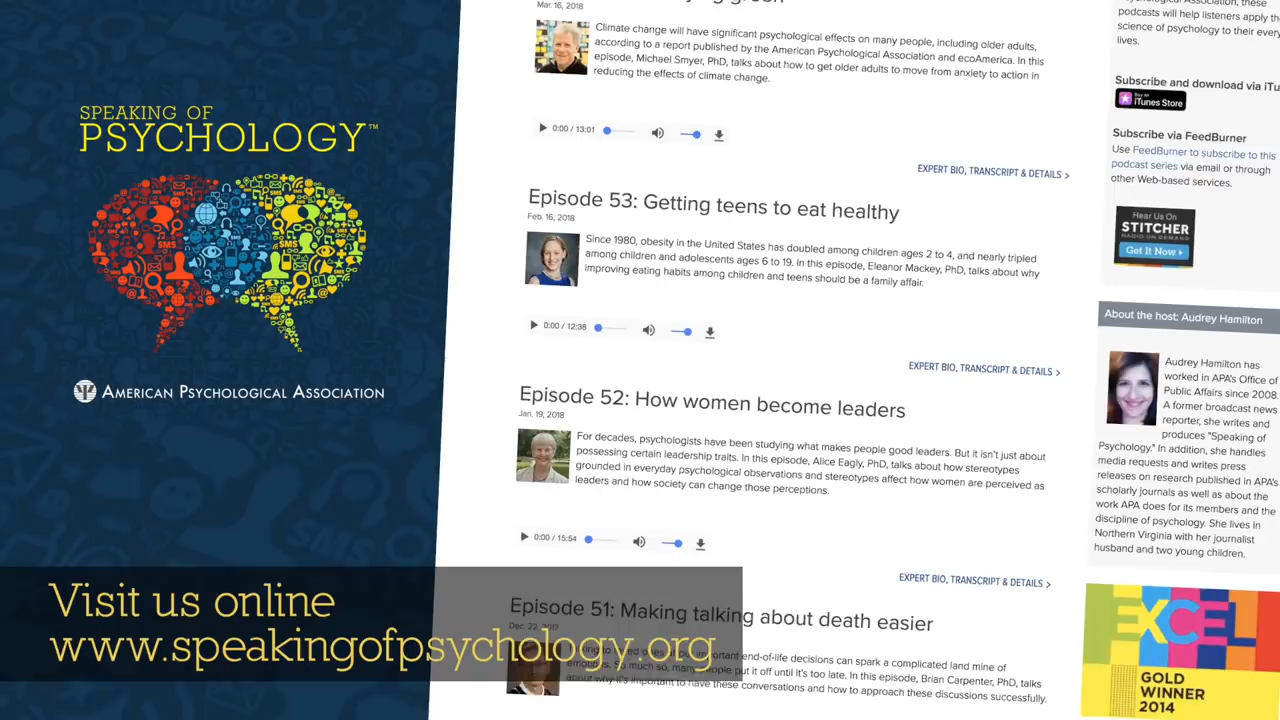 SPEAKING OF
PSYCHOLOGY™
SMS
SMS
SMS
AMERICAN PSYCHOLOGICAL ASSOCIATION
Visit us online
www.speakingofpsychology.org
Mar. 16, 2018
Climate change will have significant psychological effects on many people, including older adults,
according to a report published by the American Psychological Association and ecoAmerica. In this
episode, Michael Smyer, PhD, talks about how to get older adults to move from anxiety to action in
reducing the effects of climate change.
0:00 / 13:01
EXPERT BIO, TRANSCRIPT & DETAILS >
Episode 53: Getting teens to eat healthy
Feb. 16, 2018
Since 1980, obesity in the United States has doubled among children ages 2 to 4, and nearly tripled
among children and adolescents ages 6 to 19. In this episode, Eleanor Mackey, PhD, talks about why
improving eating habits among children and teens should be a family affair.
0:00 / 12:38
EXPERT BIO, TRANSCRIPT & DETAILS >
Episode 52: How women become leaders
Jan. 19, 2018
For decades, psychologists have been studying what makes people good leaders. But it isn't just about
possessing certain leadership traits. In this episode, Alice Eagly, PhD, talks about how stereotypes
grounded in everyday psychological observations and stereotypes affect how women are perceived as
leaders and how society can change those perceptions.
0:00 / 15:54
EXPERT BIO, TRANSCRIPT & DETAILS >
Episode 51: Making talking about death easier
Dec. 22, 2017
important end-of-life decisions can spark a complicated land mine of
emotions. So much so, many people put it off until it's too late. In this episode, Brian Carpenter, PhD, talks
about why it's important to have these conversations and how to approach these discussions successfully.
Association, these
podcasts will help listeners apply the
science of psychology to their every
lives.
Subscribe and download via iTu
iTunes Store
Subscribe via FeedBurner
Use FeedBurner to subscribe to this
podcast series via email or through
other Web-based services.
Hear Us On
STITCHER
RADIO ON DEMAND
Get It Now
About the host: Audrey Hamilton
Audrey Hamilton has
worked in APA's Office of
Public Affairs since 2008.
A former broadcast news
reporter, she writes and
produces "Speaking of
Psychology." In addition, she handles
media requests and writes press
releases on research published in APA's
scholarly journals as well as about the
work APA does for its members and the
discipline of psychology. She lives in
Northern Virginia with her journalist
husband and two young children.
EXCEL
GOLD
WINNER
2014